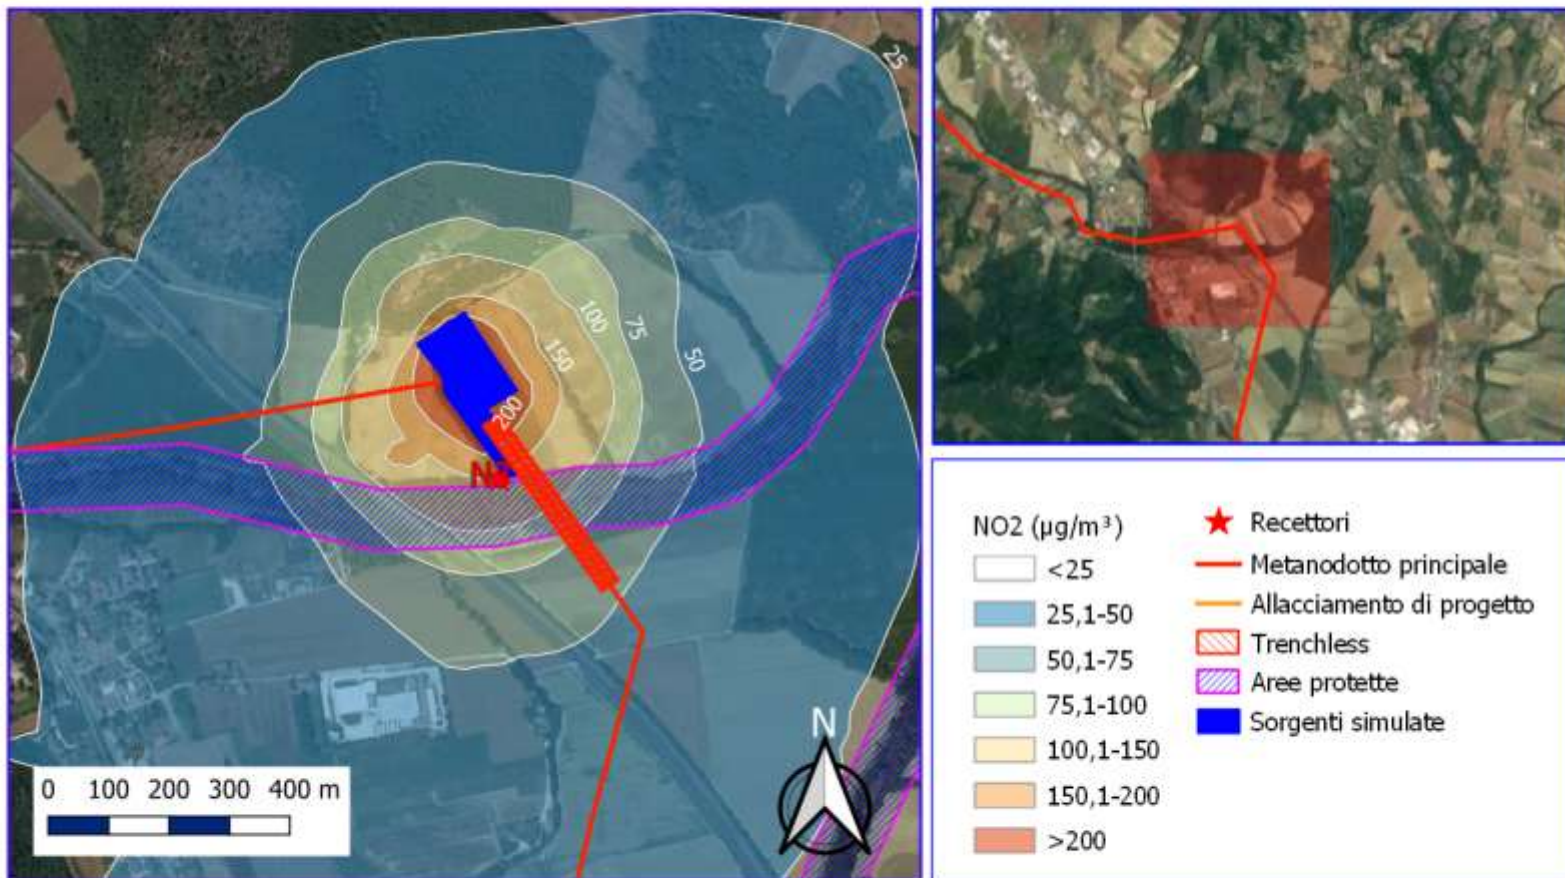 25
100
75
150
50
200
N
0 100 200 300 400 m
NO2 (µg/m³)
<25
25,1-50
50,1-75
75,1-100
100,1-150
150,1-200
>200
Recettori
Metanodotto principale
Allacciamento di progetto
Trenchless
Aree protette
Sorgenti simulate